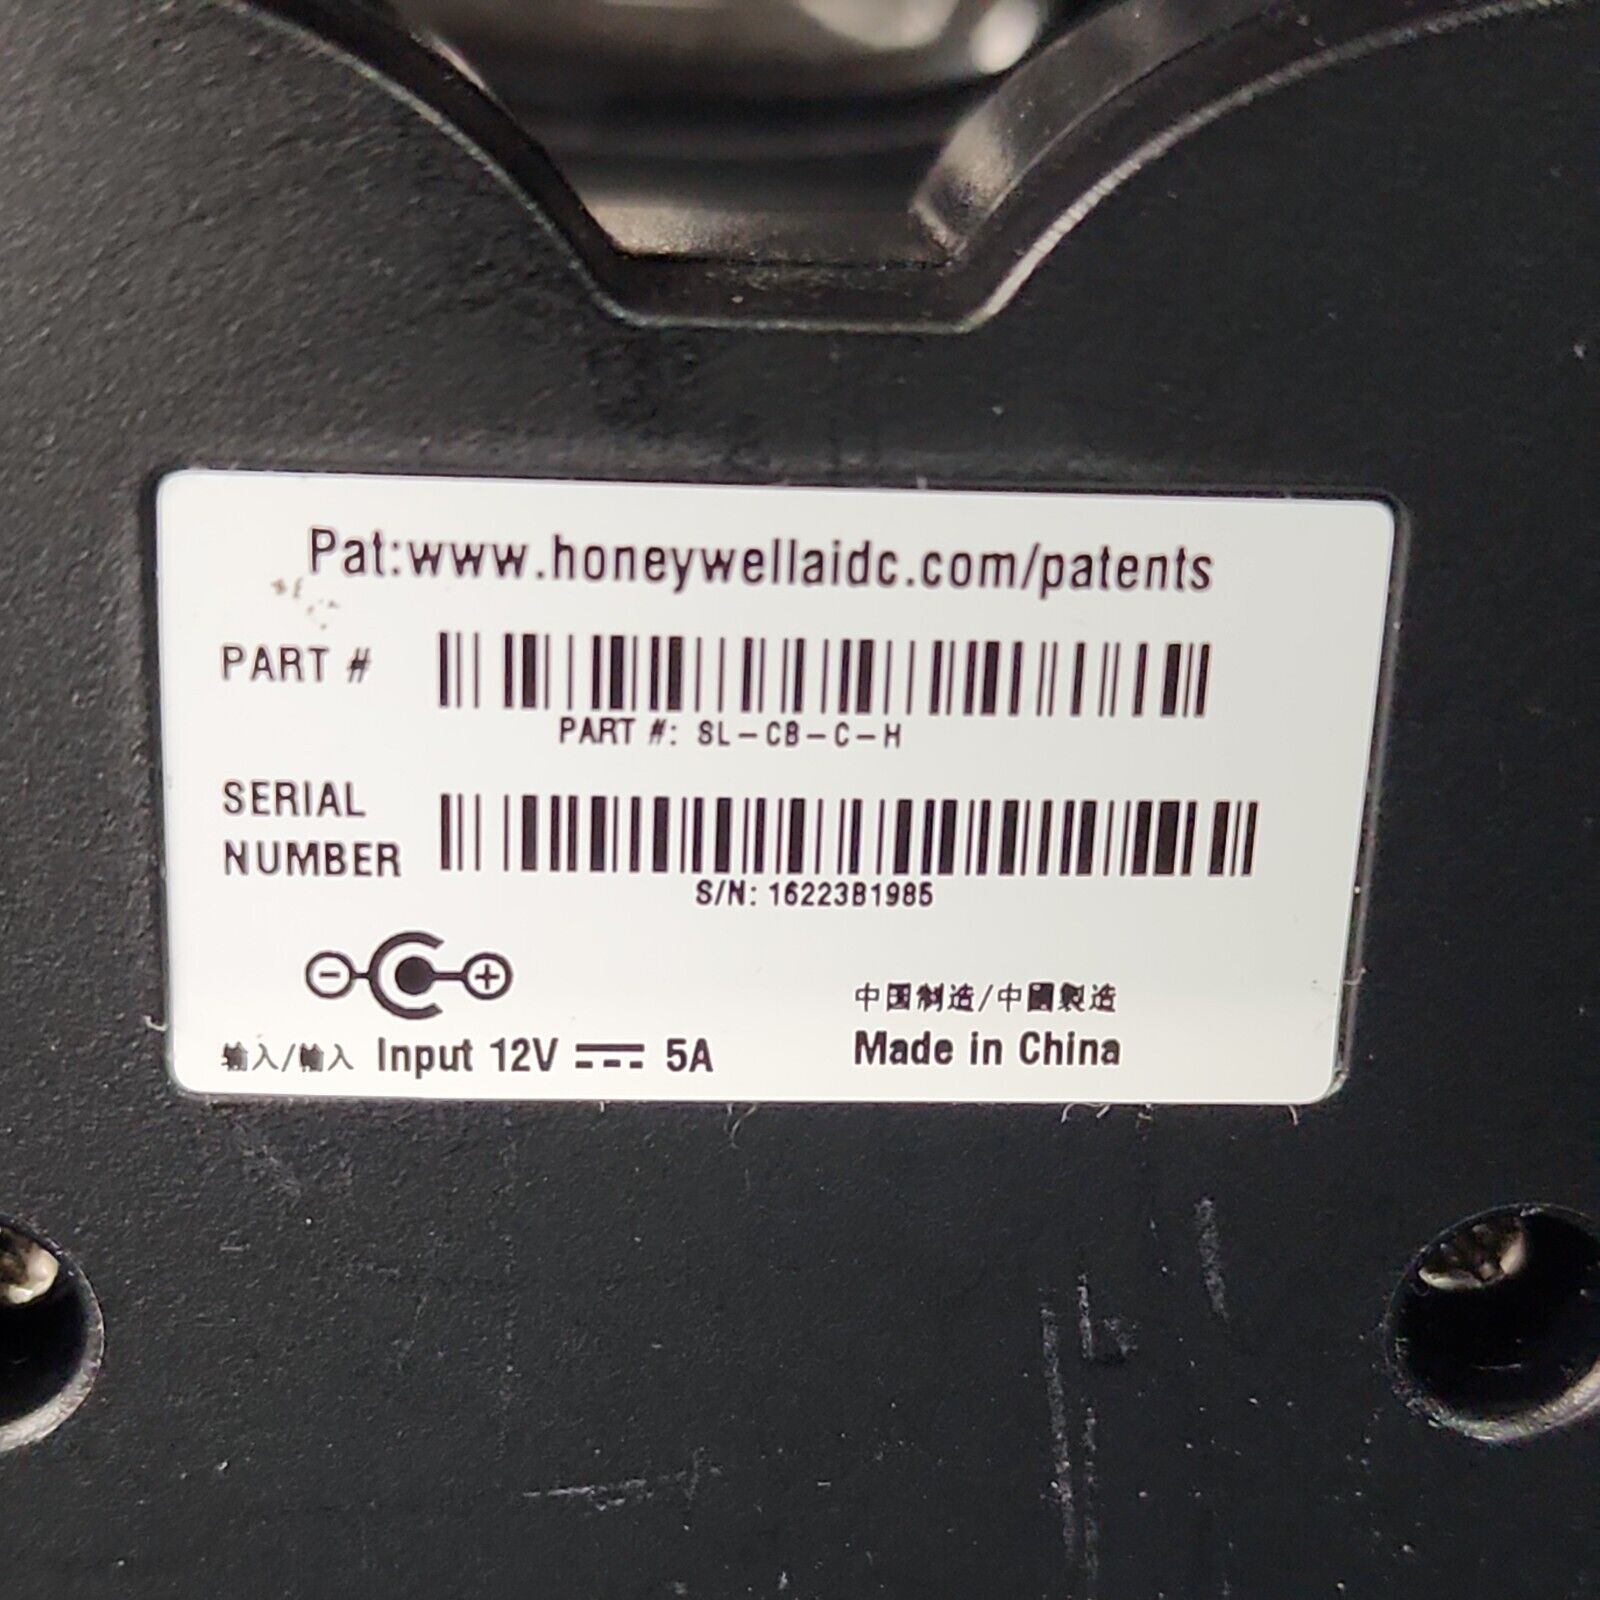 Pat:www.honeywellaidc.com/patents
PART #
PART #: SL-CB-C-H
SERIAL
NUMBER
S/N: 16223B1985
输入/輸入 Input 12V 5A
中国制造/中國製造
Made in China